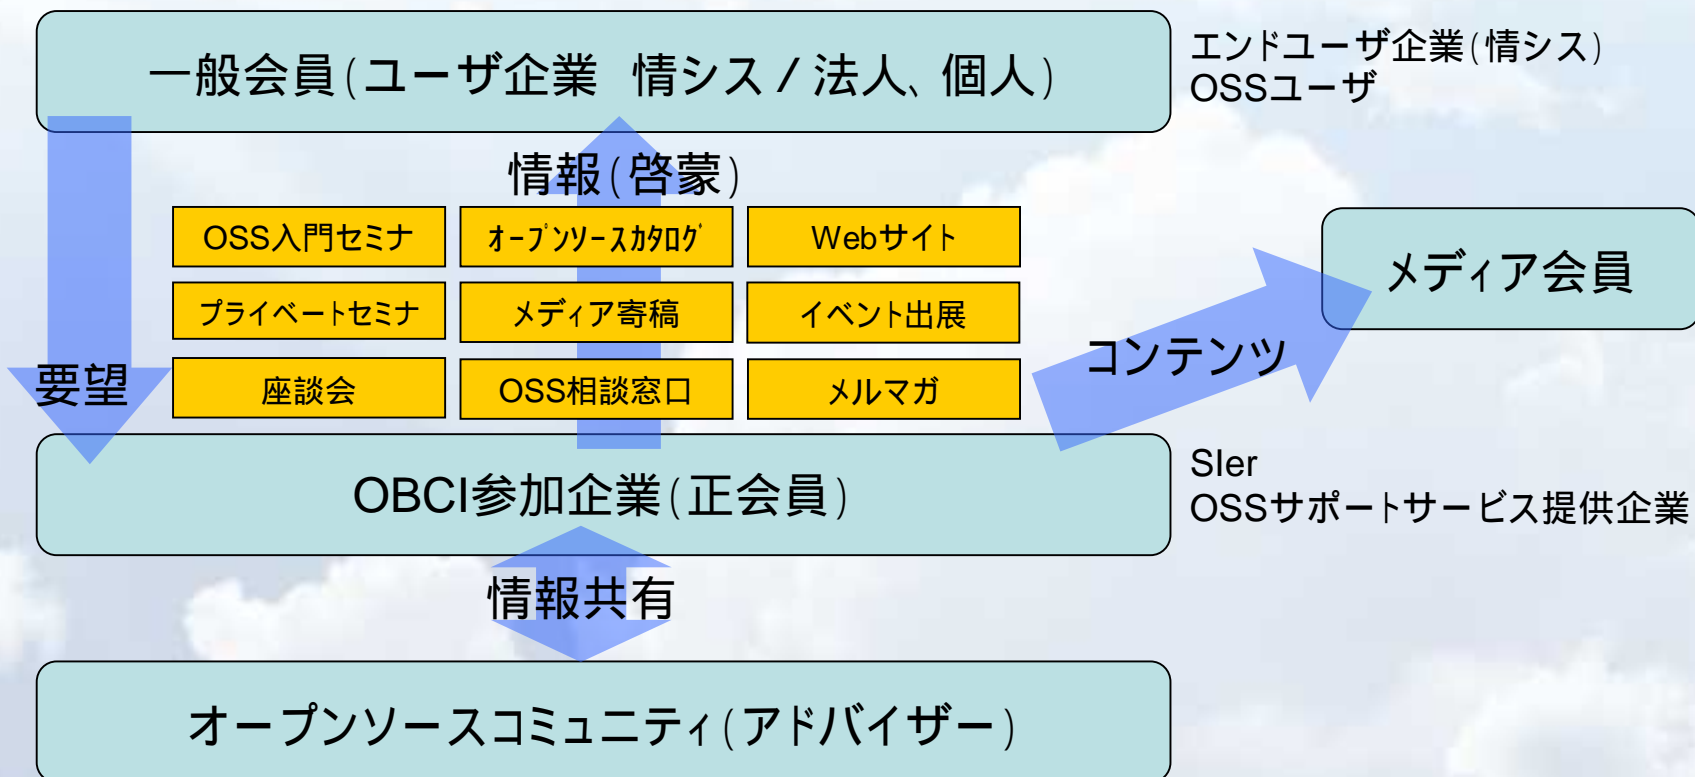 一般会員(ユーザ企業 情シス/法人、個人)
エンドユーザ企業(情シス)
OSSユーザ
情報(啓蒙)
OSS入門セミナ
ｵｰﾌﾟﾝｿｰｽｶﾀﾛｸﾞ
Webサイト
メディア会員
プライベートセミナ
メディア寄稿
イベント出展
コンテンツ
要望
座談会
OSS相談窓口
メルマガ
OBCI参加企業(正会員)
SIer
OSSサポートサービス提供企業
情報共有
オープンソースコミュニティ(アドバイザー)